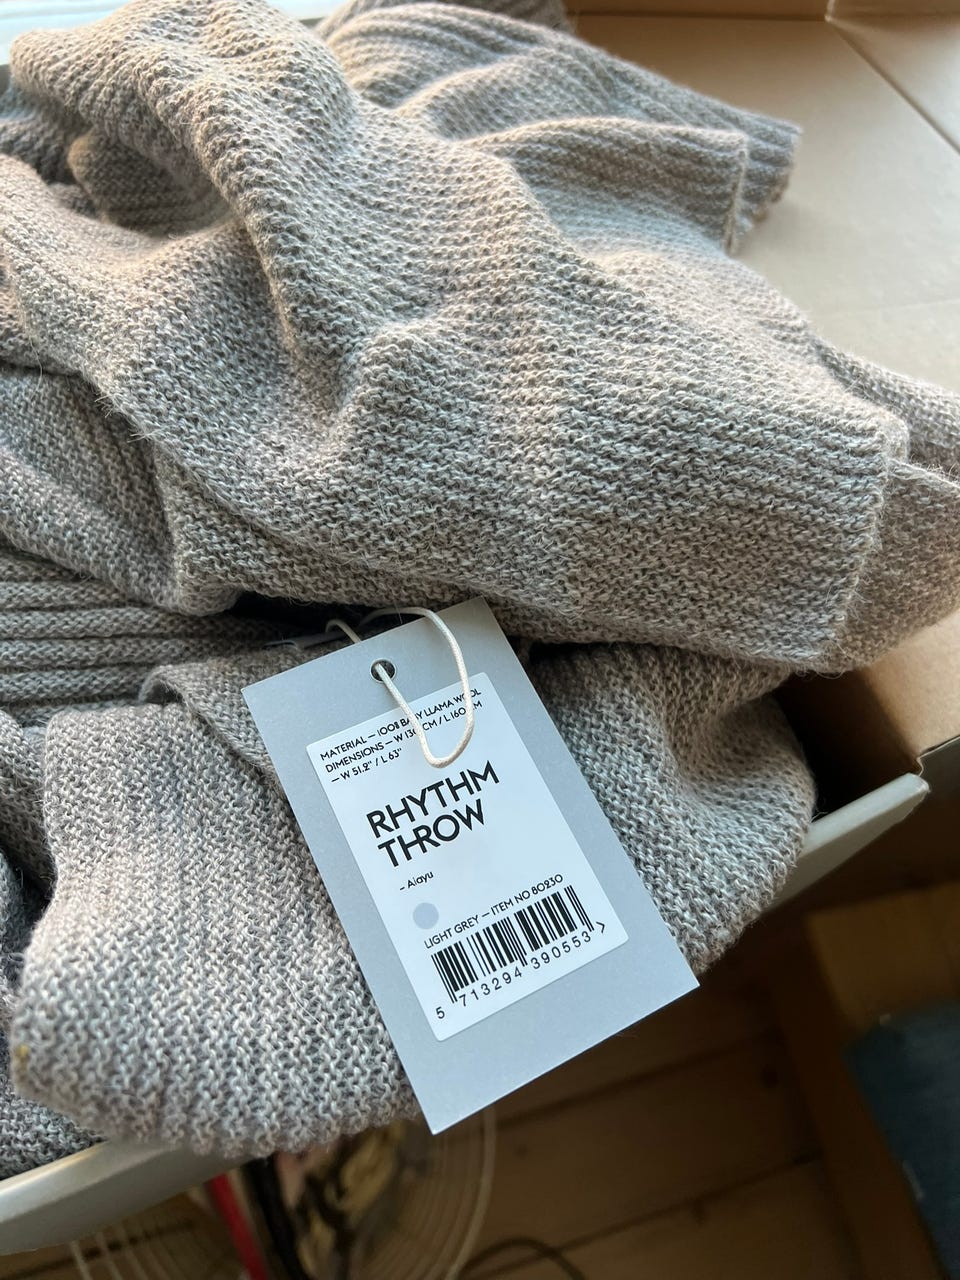 MATERIAL — 100% BABY LLAMA WOOL
DIMENSIONS — W 130 CM / L 160 CM
— W 51.2" / L 63"
RHYTHM
THROW
- Aiayu
LIGHT GREY — ITEM NO 80230
5 713294 390553 >